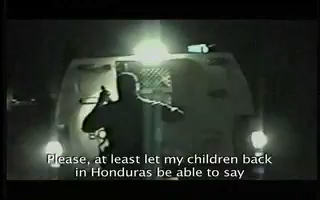 Please, at least let my children back
in Honduras be able to say